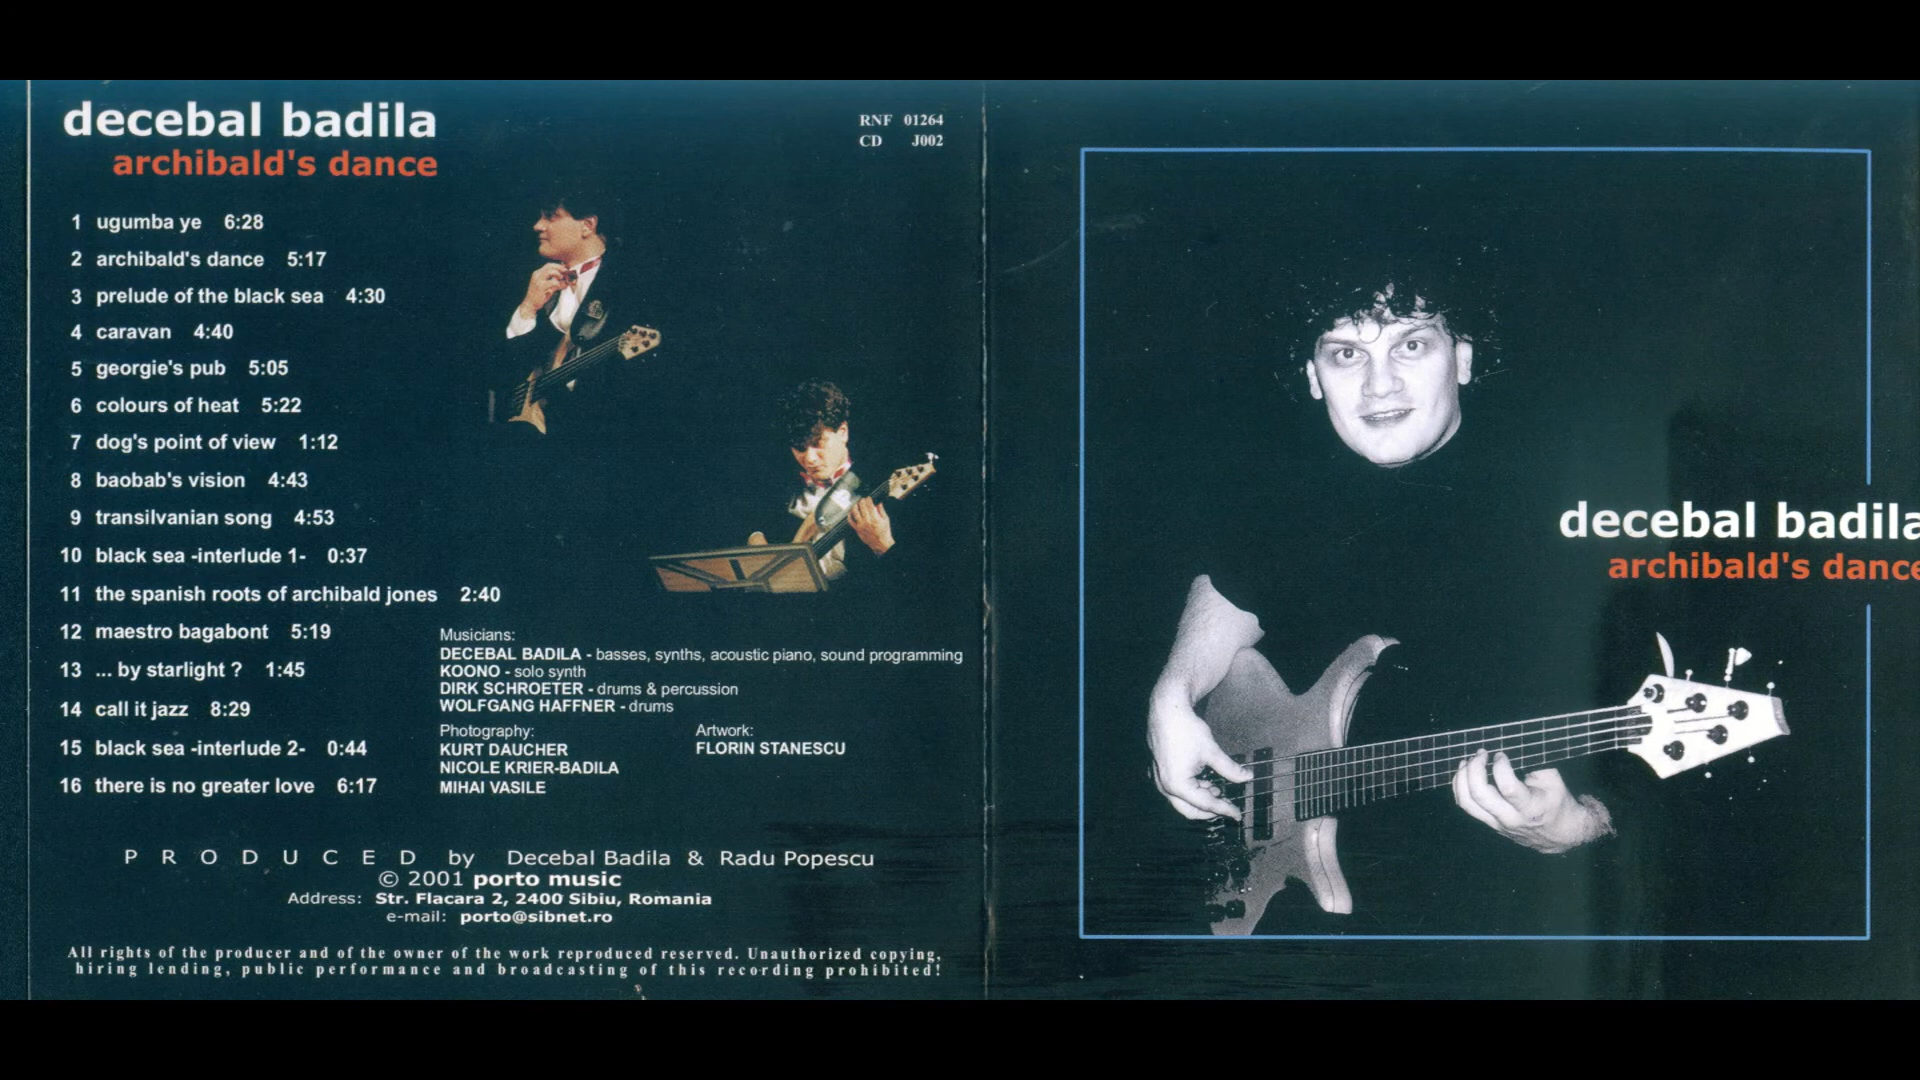 decebal badila
archibald's dance
RNF 01264
CD J002
1 ugumba ye 6:28
2 archibald's dance 5:17
3 prelude of the black sea 4:30
4 caravan 4:40
5 georgie's pub 5:05
6 colours of heat 5:22
7 dog's point of view 1:12
8 baobab's vision 4:43
9 transilvanian song 4:53
10 black sea -interlude 1- 0:37
11 the spanish roots of archibald jones 2:40
12 maestro bagabont 5:19
13 ... by starlight ? 1:45
14 call it jazz 8:29
15 black sea -interlude 2- 0:44
16 there is no greater love 6:17
Musicians:
DECEBAL BADILA - basses, synths, acoustic piano, sound programming
KOONO - solo synth
DIRK SCHROETER - drums & percussion
WOLFGANG HAFFNER - drums
Photography:
KURT DAUCHER
NICOLE KRIER-BADILA
MIHAI VASILE
Artwork:
FLORIN STANESCU
PRODUCED by Decebal Badila & Radu Popescu
© 2001 porto music
Address: Str. Flacara 2, 2400 Sibiu, Romania
e-mail: porto@sibnet.ro
All rights of the producer and of the owner of the work reproduced reserved. Unauthorized copying,
hiring lending, public performance and broadcasting of this recording prohibited!
decebal badila
archibald's dance